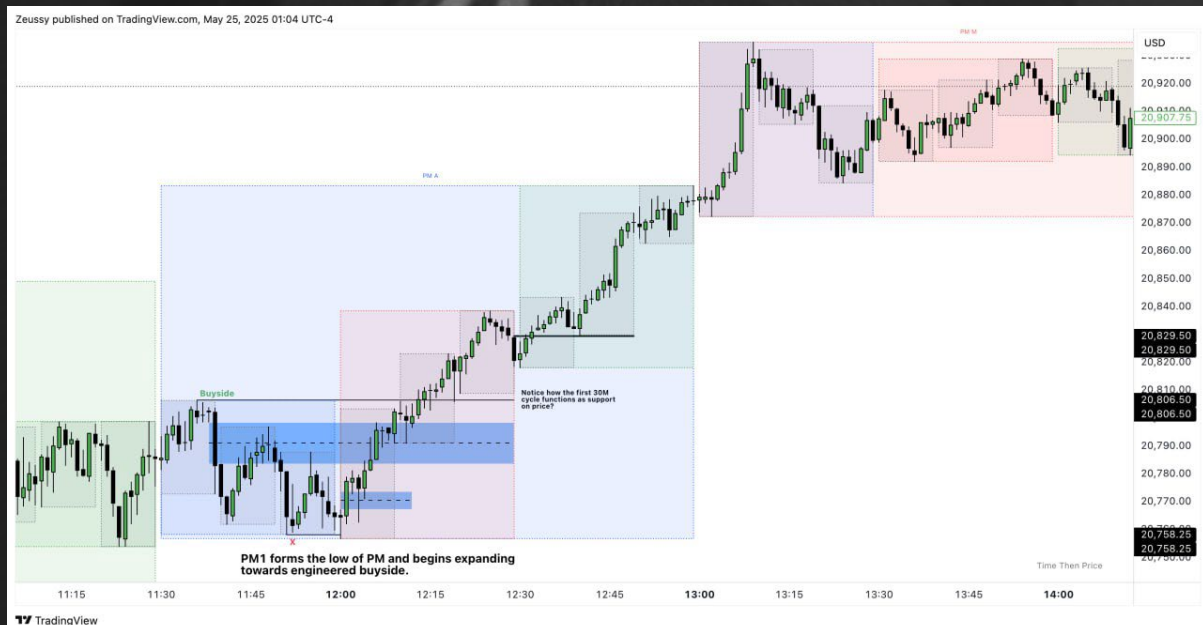 Zeussy published on TradingView.com, May 25, 2025 01:04 UTC-4
PM M
USD
20,920.00
20,910.00
20,907.75
20,900.00
20,890.00
PM A
20,880.00
20,870.00
20,860.00
20,850.00
20,840.00
20,829.50
20,829.50
20,820.00
20,810.00
Buyside
Notice how the first 30M
cycle functions as support
on price?
20,806.50
20,806.50
20,790.00
20,780.00
20,770.00
20,758.25
20,758.25
X
PM1 forms the low of PM and begins expanding
towards engineered buyside.
Time Then Price
11:15 11:30 11:45 12:00 12:15 12:30 12:45 13:00 13:15 13:30 13:45 14:00
TradingView